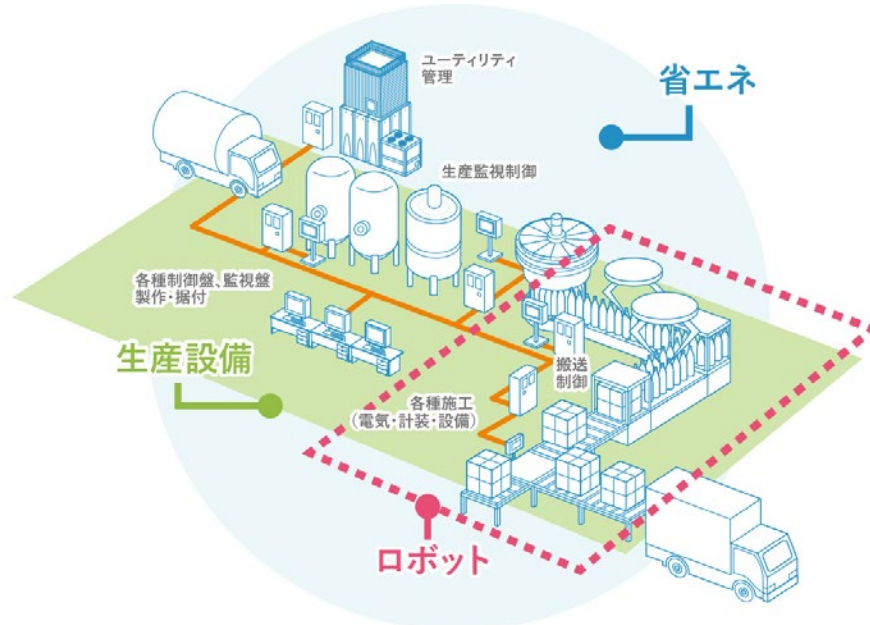 ユーティリティ
管理
省エネ
生産監視制御
各種制御盤、監視盤
製作・据付
生産設備
搬送
制御
各種施工
(電気・計装・設備)
ロボット